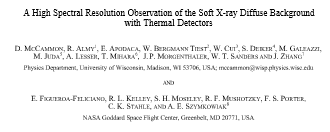 A High Spectral Resolution Observation of the Soft X-ray Diffuse Background
with Thermal Detectors
D. McCammon, R. Almy¹, E. Apodaca, W. Bergmann Tiest², W. Cui³, S. Deiker⁴, M. Galeazzi,
M. Juda⁵, A. Lesser, T. Mihara⁶, J. P. Morgenthaler, W. T. Sanders and J. Zhang⁷
Physics Department, University of Wisconsin, Madison, WI 53706, USA; mccammon@wisp.physics.wisc.edu
AND
E. Figueroa-Feliciano, R. L. Kelley, S. H. Moseley, R. F. Mushotzky, F. S. Porter,
C. K. Stahle, and A. E. Szymkowiak⁸
NASA Goddard Space Flight Center, Greenbelt, MD 20771, USA